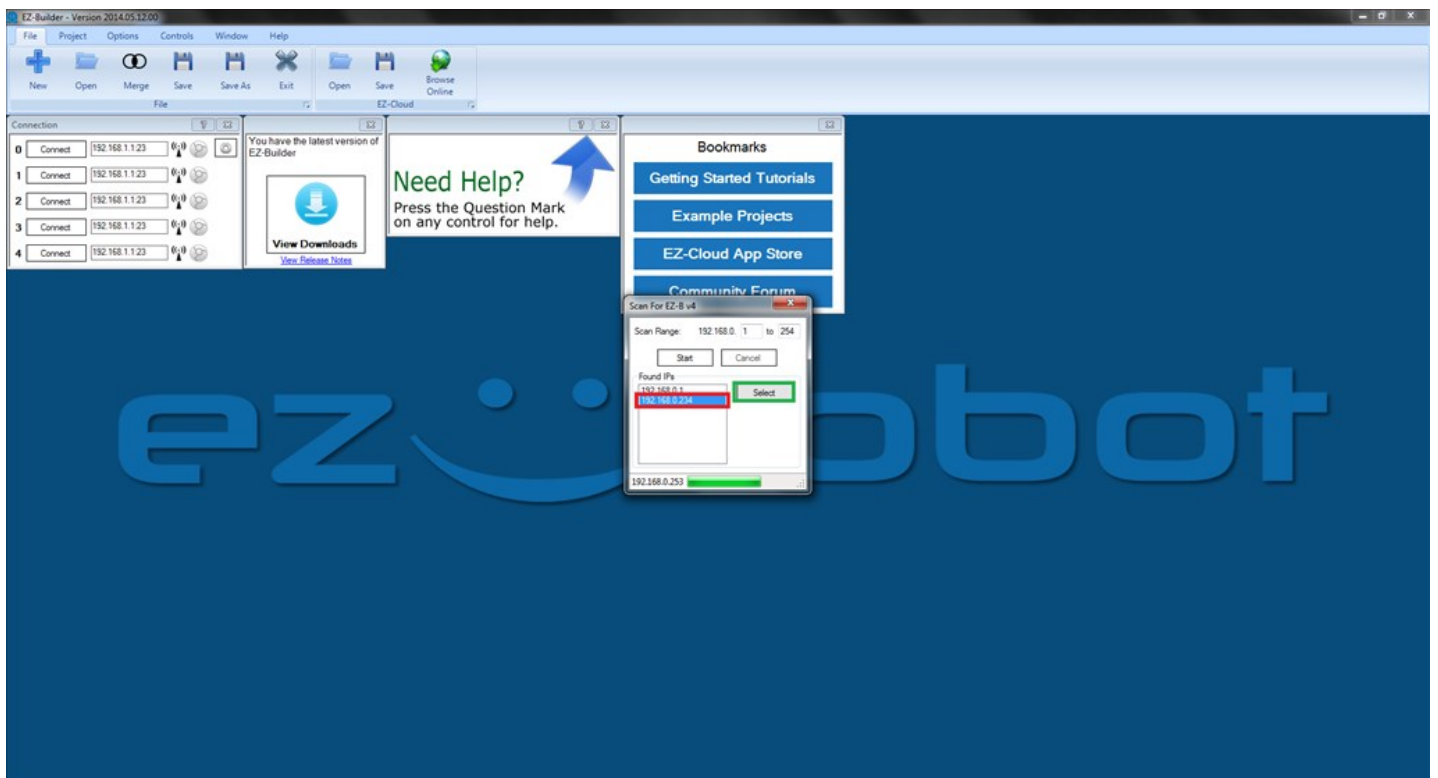 EZ-Builder - Version 2014.05.12.00
File Project Options Controls Window Help
New Open Merge Save Save As Exit Open Save Browse Online
File EZ-Cloud
Connection
0 Connect 192.168.1.1:23
1 Connect 192.168.1.1:23
2 Connect 192.168.1.1:23
3 Connect 192.168.1.1:23
4 Connect 192.168.1.1:23
You have the latest version of
EZ-Builder
View Downloads
View Release Notes
Need Help?
Press the Question Mark
on any control for help.
Bookmarks
Getting Started Tutorials
Example Projects
EZ-Cloud App Store
Community Forum
Scan For EZ-B v4
Scan Range: 192.168.0. 1 to 254
Start Cancel
Found IPs
192.168.0.1
192.168.0.234
Select
192.168.0.253
ez robot